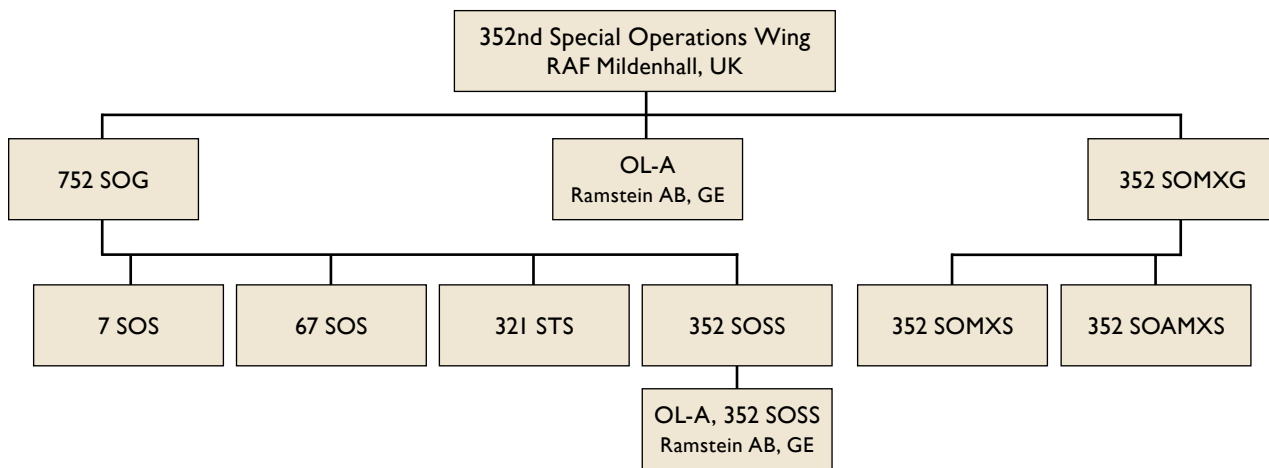 352nd Special Operations Wing
RAF Mildenhall, UK
752 SOG
OL-A
Ramstein AB, GE
352 SOMXG
7 SOS
67 SOS
321 STS
352 SOSS
352 SOMXS
352 SOAMXS
OL-A, 352 SOSS
Ramstein AB, GE